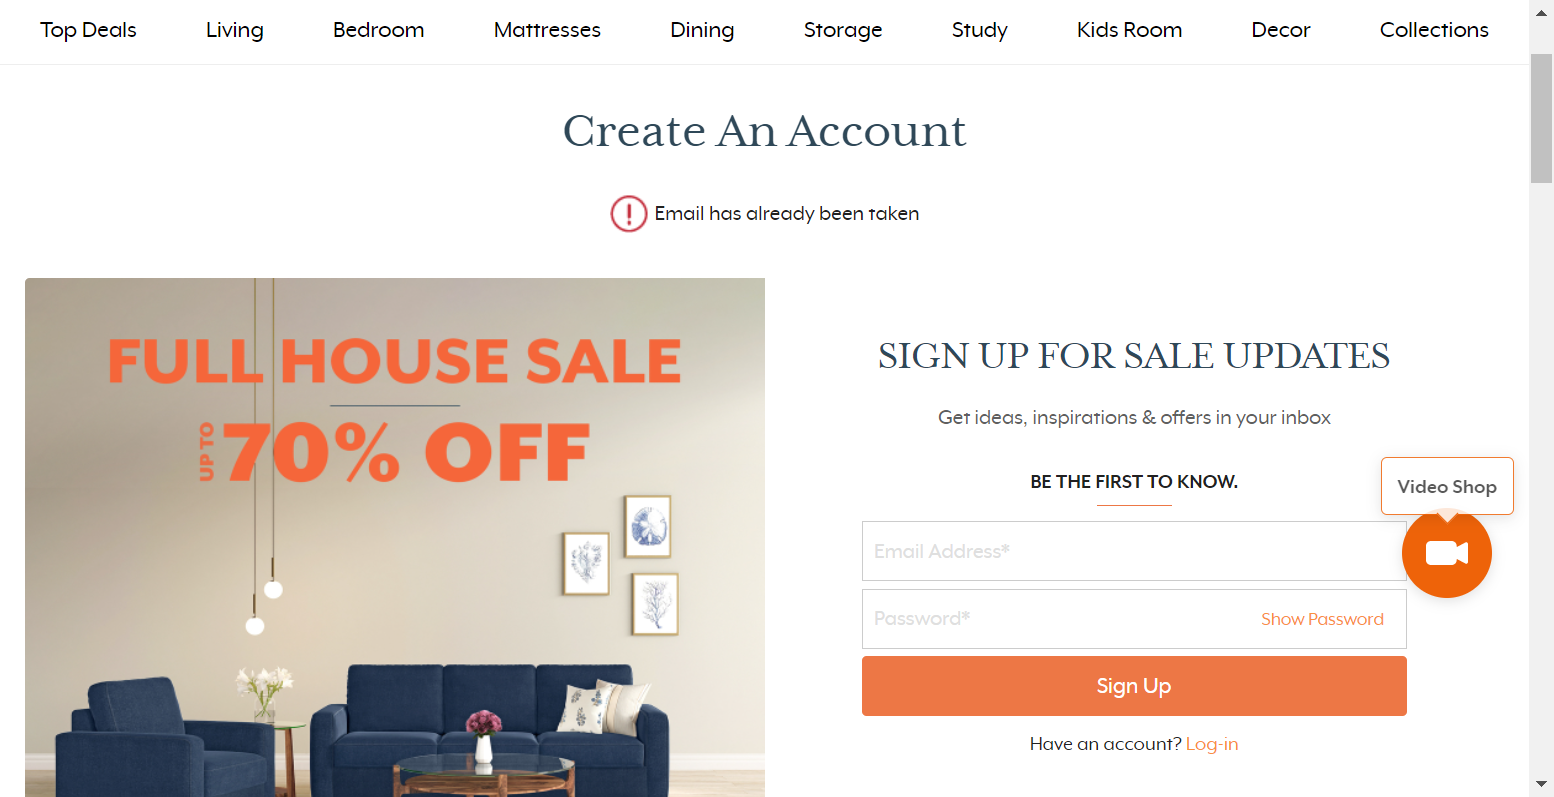 Top Deals Living Bedroom Mattresses Dining Storage Study Kids Room Decor Collections
Create An Account
Email has already been taken
FULL HOUSE SALE
UP TO 70% OFF
SIGN UP FOR SALE UPDATES
Get ideas, inspirations & offers in your inbox
BE THE FIRST TO KNOW.
Video Shop
Email Address*
Password* Show Password
Sign Up
Have an account? Log-in